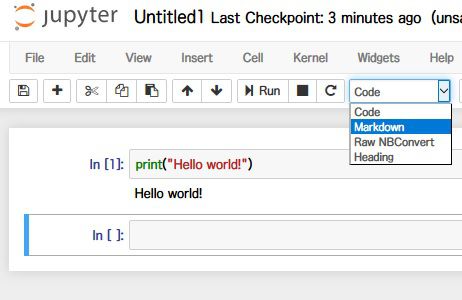 jupyter Untitled1 Last Checkpoint: 3 minutes ago (unsa
File Edit View Insert Cell Kernel Widgets Help
Run Code
Code
Markdown
Raw NBConvert
Heading
In [1]: print("Hello world!")
Hello world!
In [ ]: